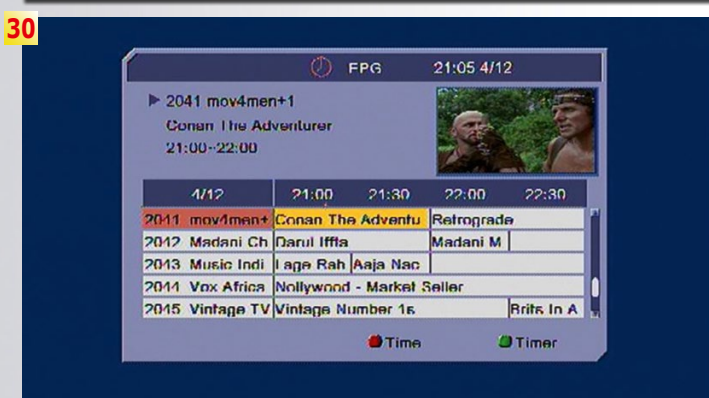 30
EPG 21:05 4/12
2041 mov4men+1
Conan The Adventurer
21:00~22:00
4/12 21:00 21:30 22:00 22:30
2041 mov4men+ Conan The Adventu Retrograde
2042 Madani Ch Darul Iffta Madani M
2043 Music Indi Lage Rah Aaja Nac
2044 Vox Africa Nollywood - Market Seller
2045 Vintage TV Vintage Number 1s Brits In A
Time Timer